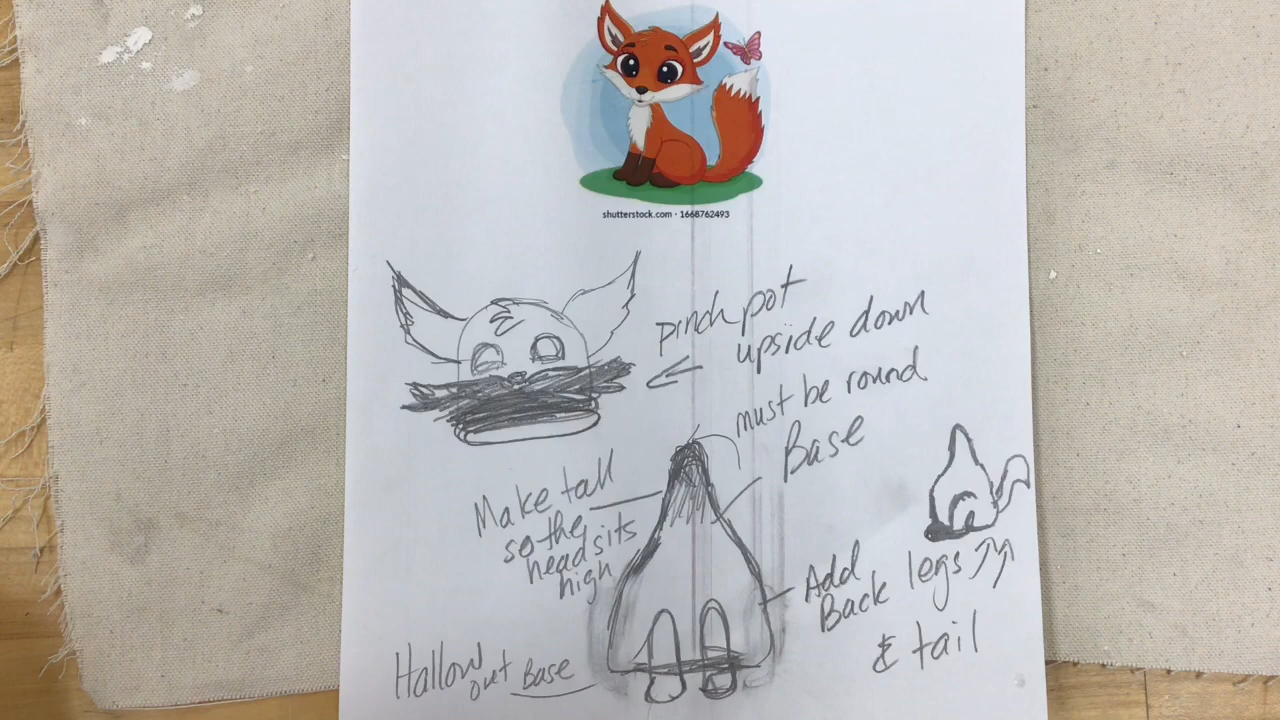 shutterstock.com · 1668762493
pinch pot
upside down
must be round
Base
Make tall
so the
head sits
high
Add
Back legs
& tail
Hallow
out Base